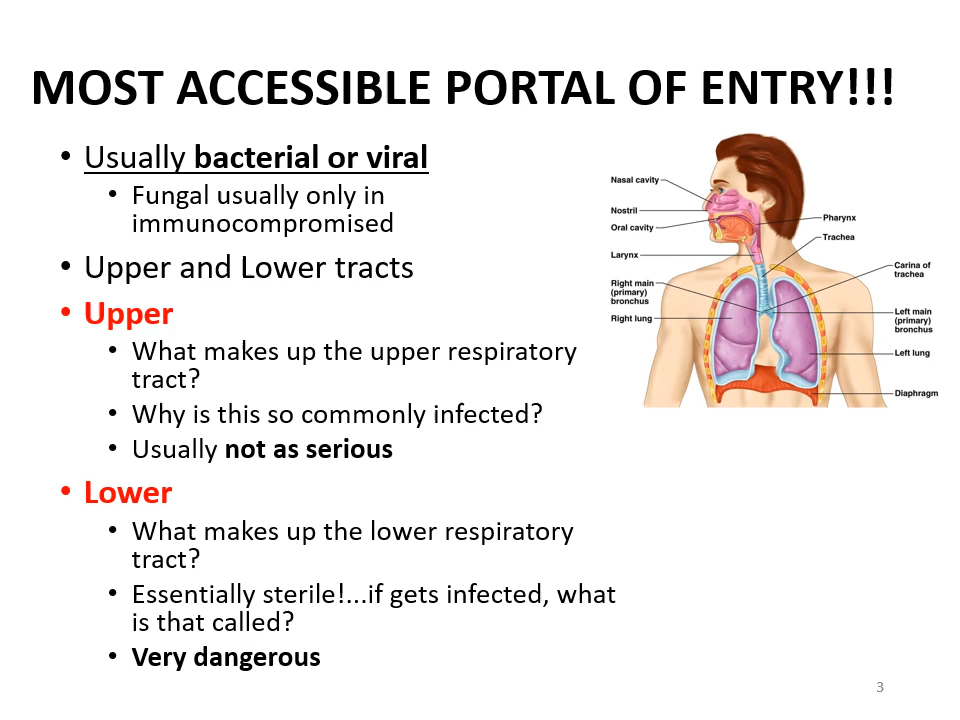 MOST ACCESSIBLE PORTAL OF ENTRY!!!
• Usually bacterial or viral
• Fungal usually only in
immunocompromised
• Upper and Lower tracts
• Upper
• What makes up the upper respiratory
tract?
• Why is this so commonly infected?
• Usually not as serious
• Lower
• What makes up the lower respiratory
tract?
• Essentially sterile!...if gets infected, what
is that called?
• Very dangerous
Nasal cavity
Nostril
Oral cavity
Larynx
Right main
(primary)
bronchus
Right lung
Pharynx
Trachea
Carina of
trachea
Left main
(primary)
bronchus
Left lung
Diaphragm
3